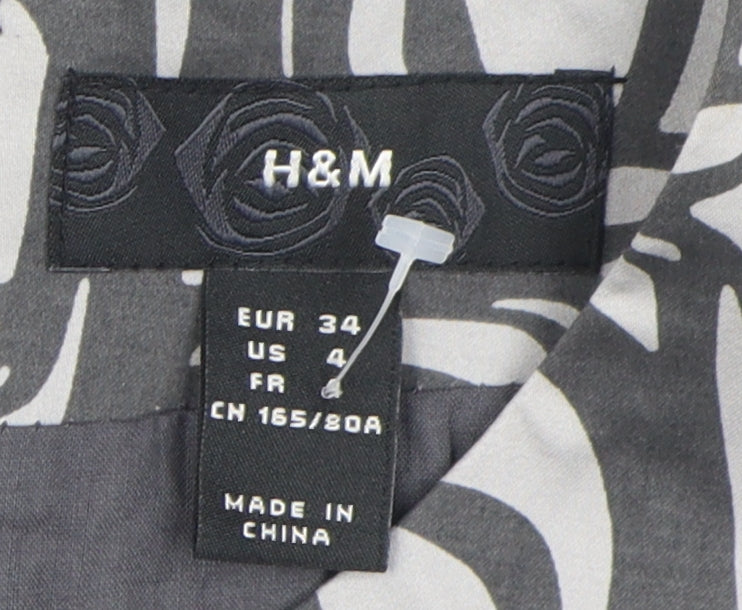 H&M
EUR 34
US 4
FR
CN 165/80A
MADE IN
CHINA